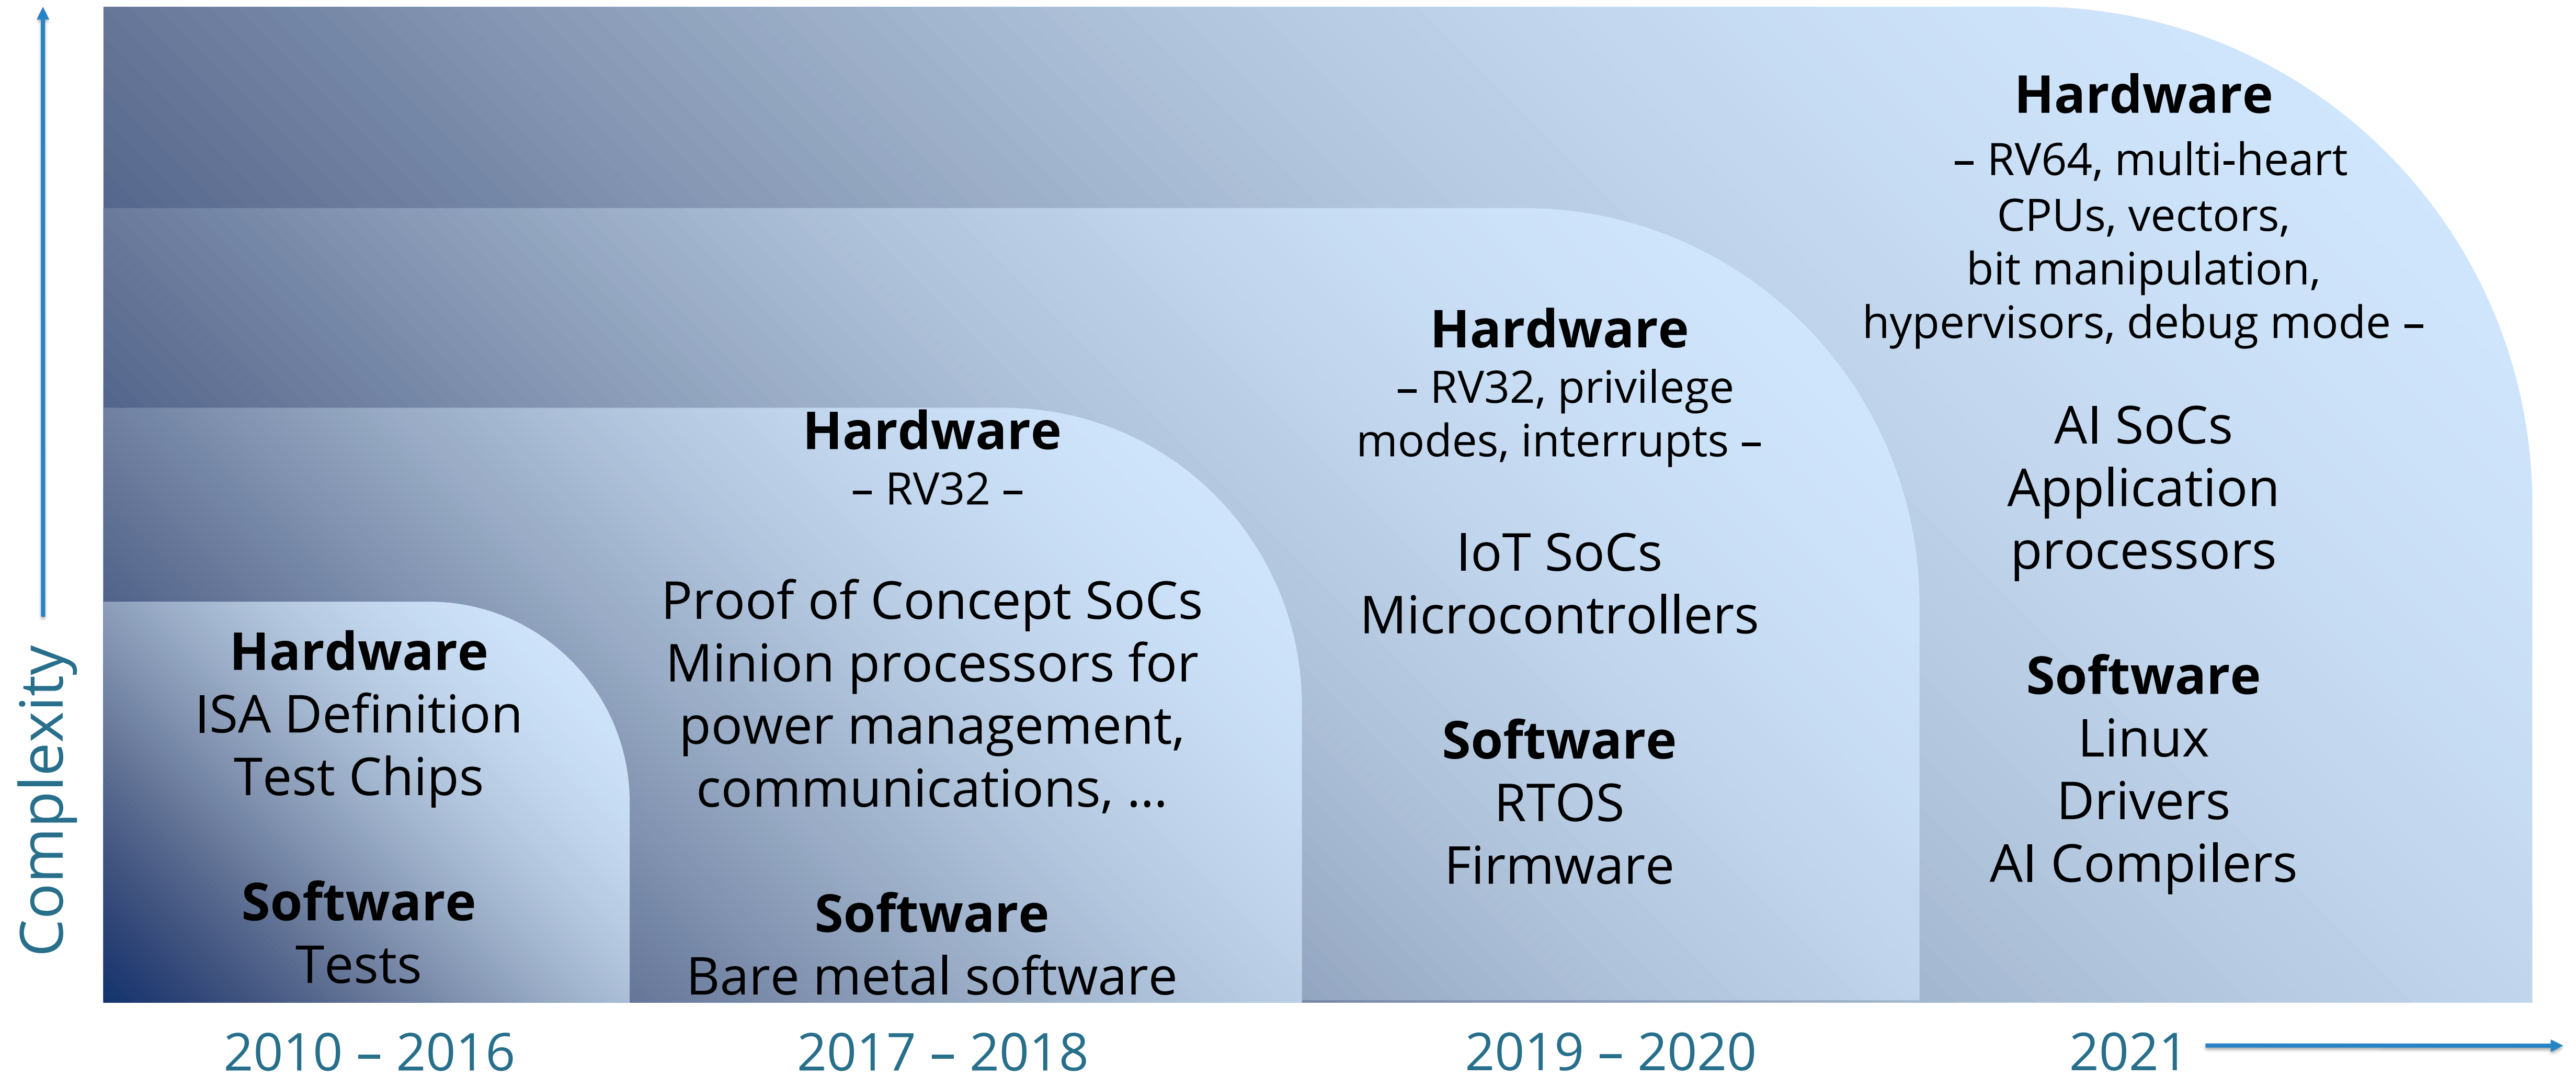 Complexity
Hardware
ISA Definition
Test Chips
Software
Tests
2010 – 2016
Hardware
– RV32 –
Proof of Concept SoCs
Minion processors for
power management,
communications, ...
Software
Bare metal software
2017 – 2018
Hardware
– RV32, privilege
modes, interrupts –
IoT SoCs
Microcontrollers
Software
RTOS
Firmware
2019 – 2020
Hardware
– RV64, multi-heart
CPUs, vectors,
bit manipulation,
hypervisors, debug mode –
AI SoCs
Application
processors
Software
Linux
Drivers
AI Compilers
2021